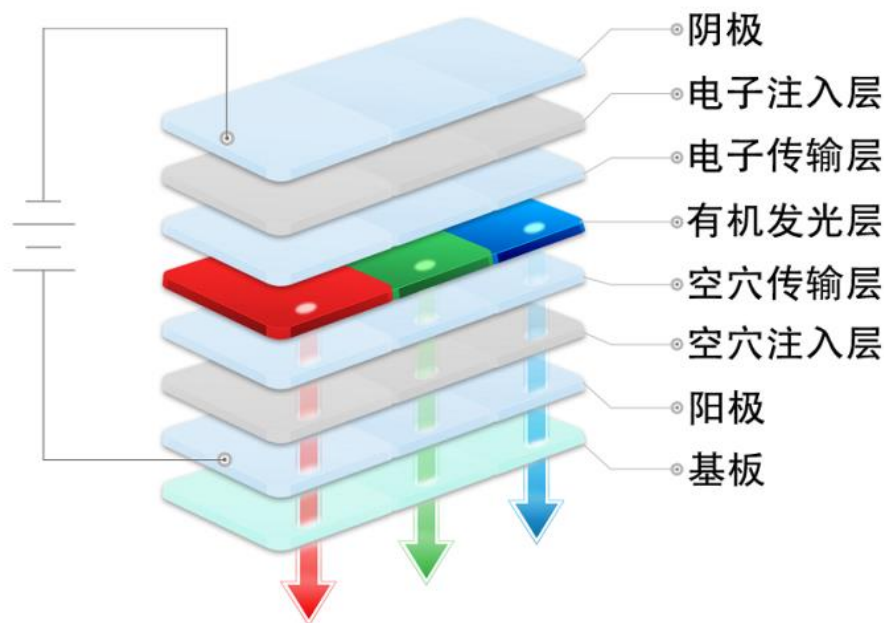 阴极
电子注入层
电子传输层
有机发光层
空穴传输层
空穴注入层
阳极
基板